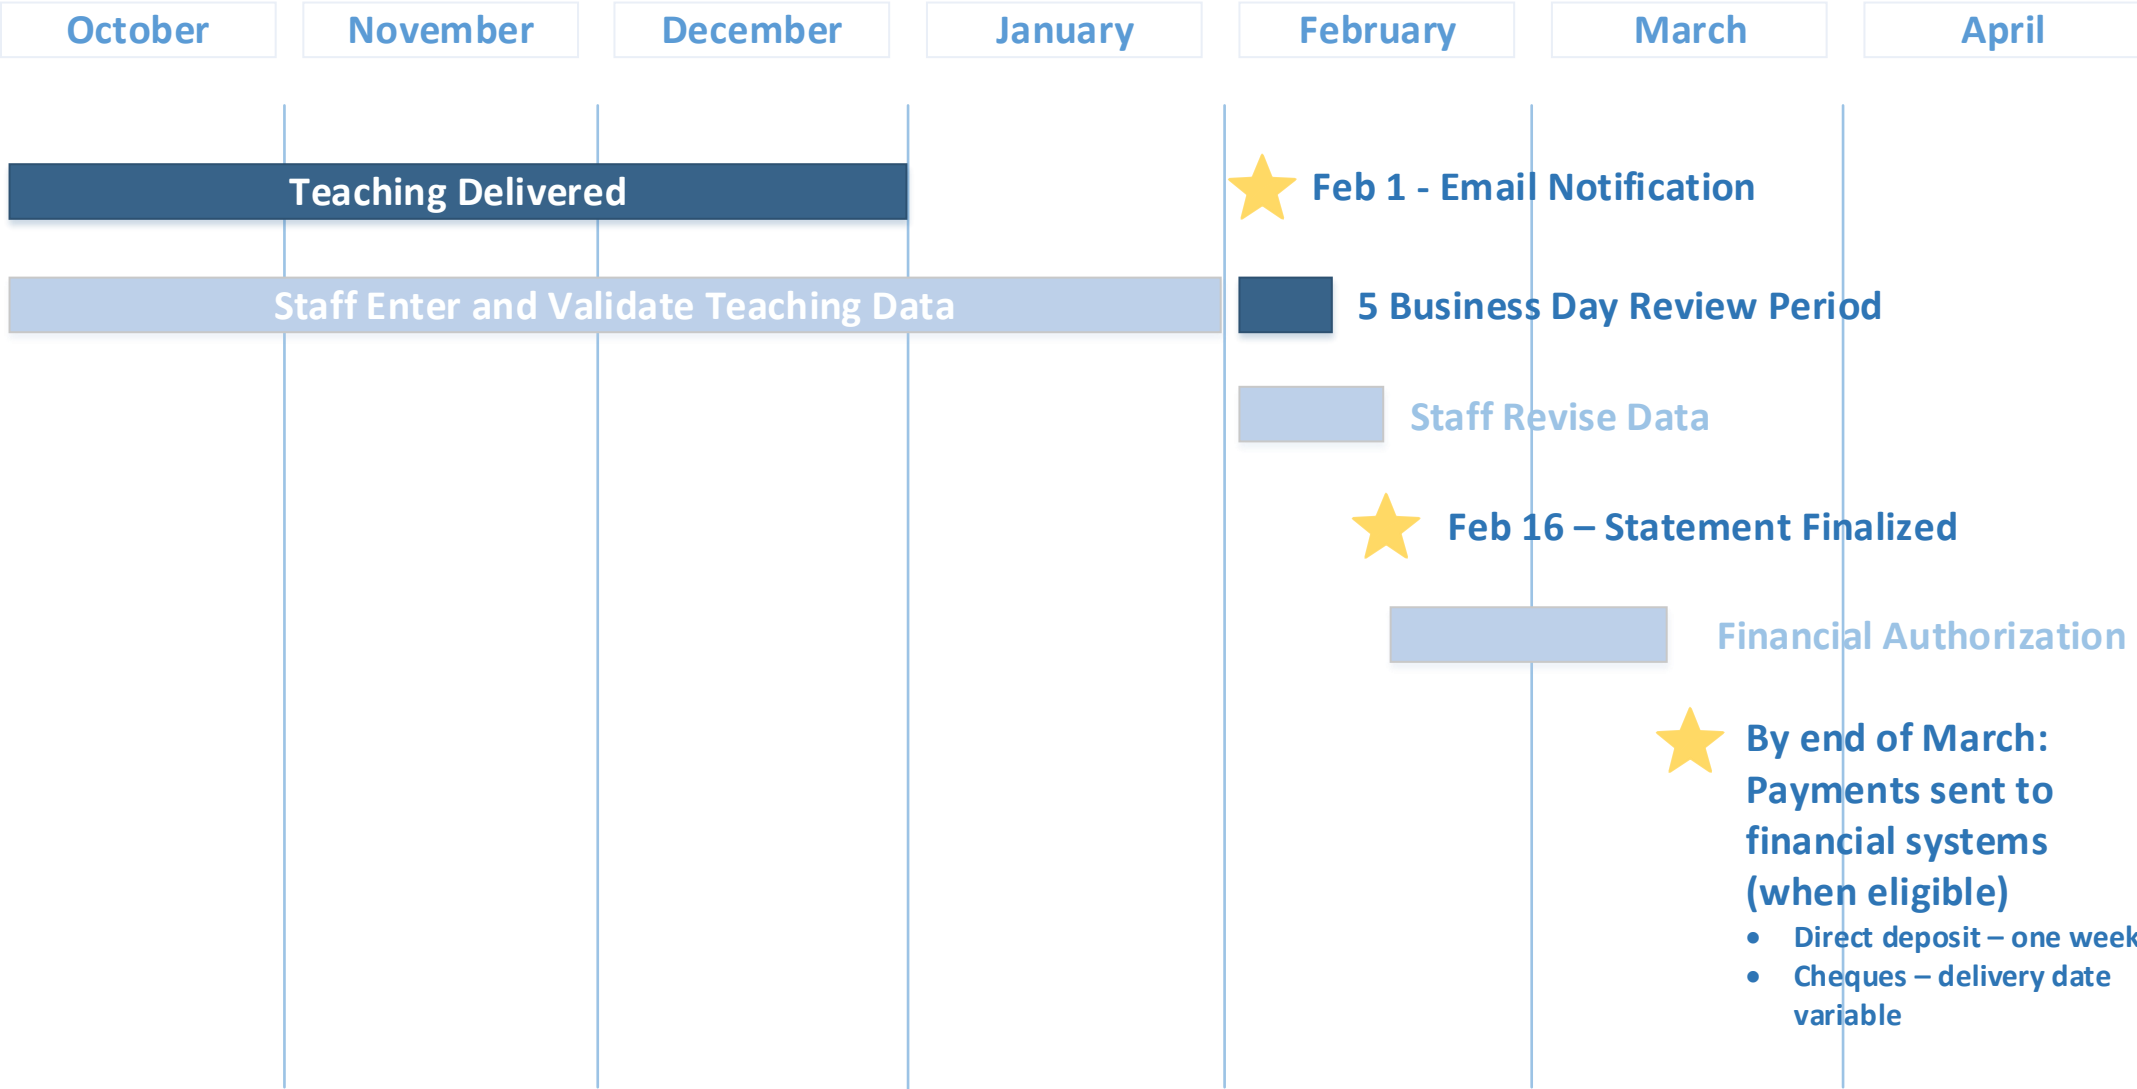 October
November
December
January
February
March
April
Teaching Delivered
Feb 1 - Email Notification
Staff Enter and Validate Teaching Data
5 Business Day Review Period
Staff Revise Data
Feb 16 – Statement Finalized
Financial Authorization
By end of March:
Payments sent to
financial systems
(when eligible)
• Direct deposit – one week
• Cheques – delivery date
variable